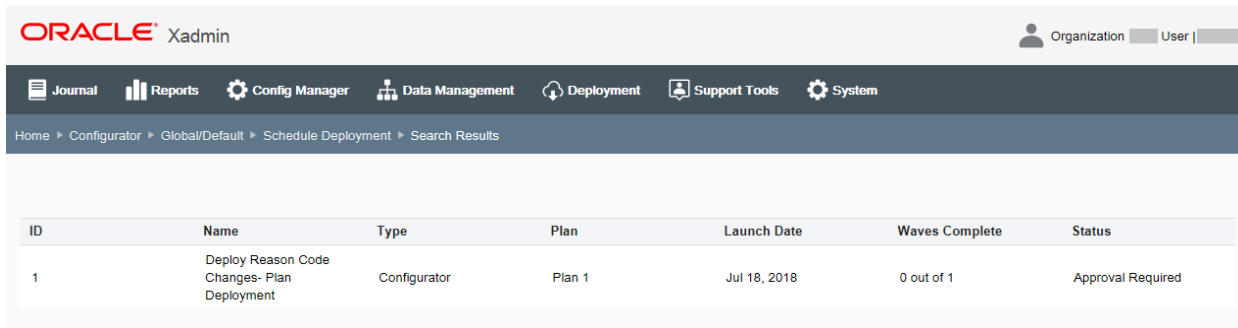 ORACLE Xadmin
Organization User |
Journal Reports Config Manager Data Management Deployment Support Tools System
Home Configurator Global/Default Schedule Deployment Search Results
ID Name Type Plan Launch Date Waves Complete Status
1 Deploy Reason Code Changes- Plan Deployment Configurator Plan 1 Jul 18, 2018 0 out of 1 Approval Required